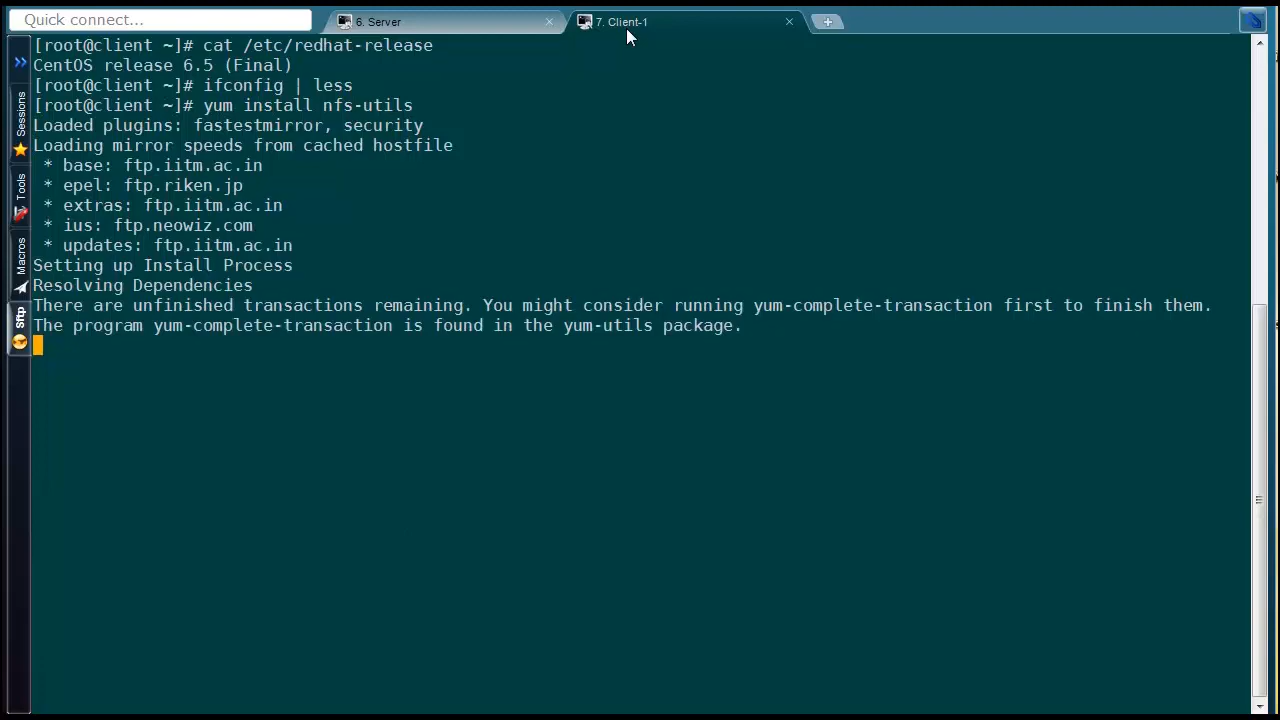 Quick connect...
6. Server
7. Client-1
[root@client ~]# cat /etc/redhat-release
CentOS release 6.5 (Final)
[root@client ~]# ifconfig | less
[root@client ~]# yum install nfs-utils
Loaded plugins: fastestmirror, security
Loading mirror speeds from cached hostfile
* base: ftp.iitm.ac.in
* epel: ftp.riken.jp
* extras: ftp.iitm.ac.in
* ius: ftp.neowiz.com
* updates: ftp.iitm.ac.in
Setting up Install Process
Resolving Dependencies
There are unfinished transactions remaining. You might consider running yum-complete-transaction first to finish them.
The program yum-complete-transaction is found in the yum-utils package.
Sessions
Tools
Macros
Sftp